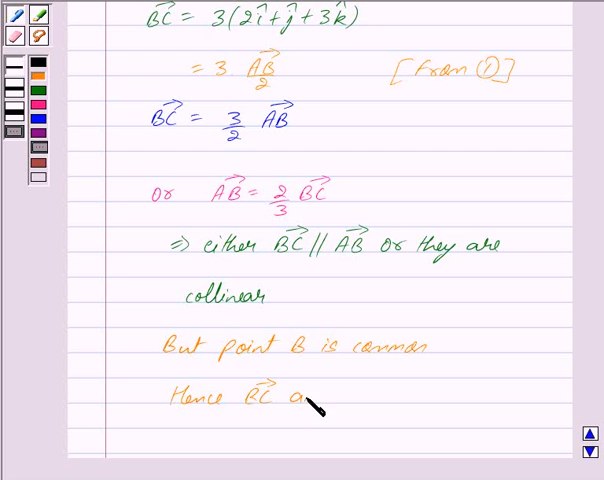 BC→ = 3(2î+ĵ+3k̂)
= 3. AB→/2 [from ①]
BC→ = 3/2 AB→
Or AB→ = 2/3 BC→
⇒ either BC→ // AB→ or they are
collinear
But point B is common
Hence BC→ a